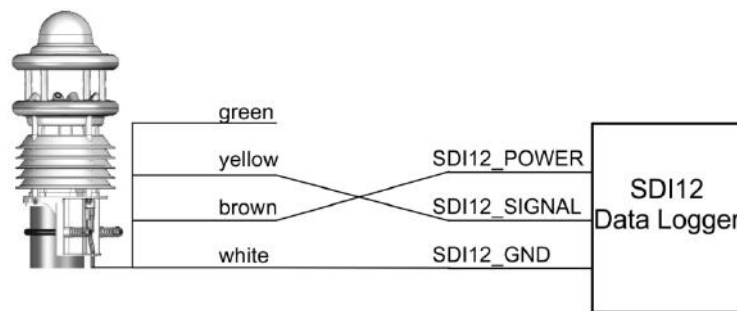 green
yellow
brown
white
SDI12_POWER
SDI12_SIGNAL
SDI12_GND
SDI12
Data Logger